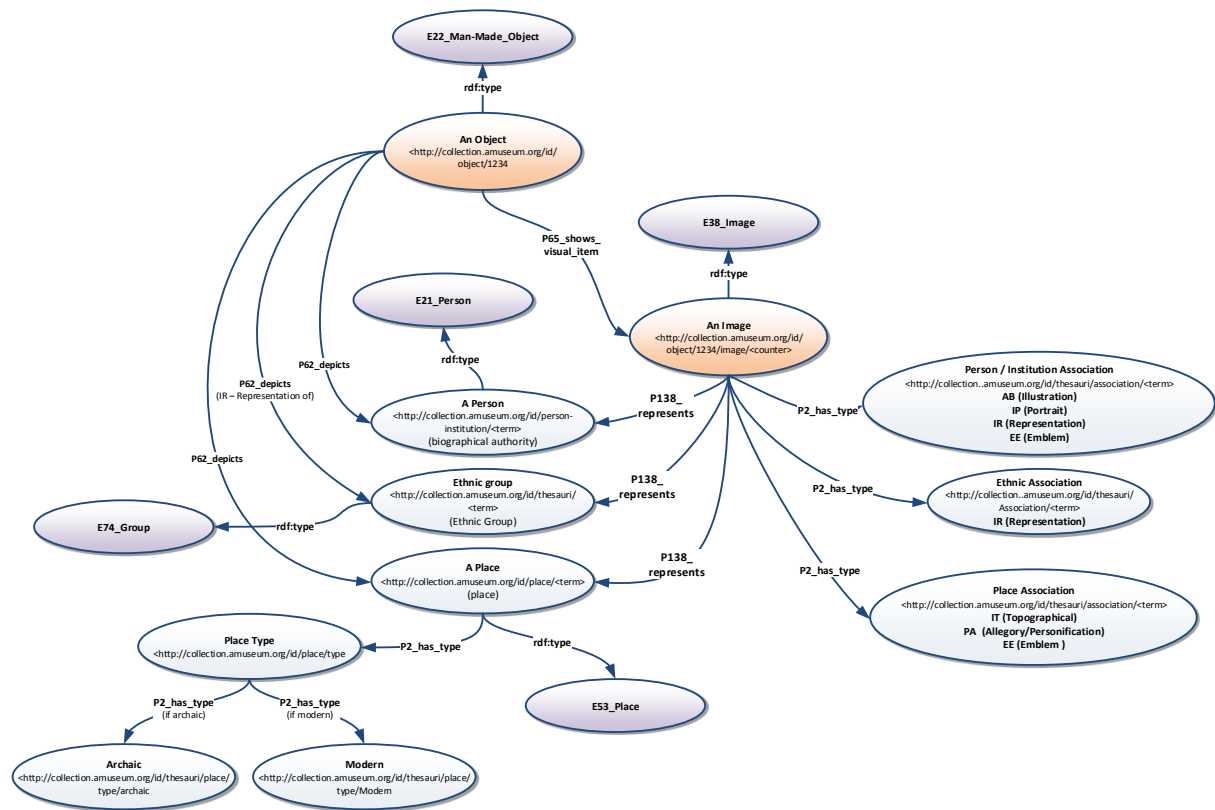 E22_Man-Made_Object
rdf:type
An Object
<http://collection.amuseum.org/id/
object/1234
E38_Image
P65_shows_
visual_item
rdf:type
E21_Person
An Image
<http://collection.amuseum.org/id/
object/1234/image/<counter>
rdf:type
P62_depicts
P62_depicts
(IR – Representation of)
A Person
<http://collection.amuseum.org/id/person-
institution/<term>
(biographical authority)
P138_
represents
P2_has_type
Person / Institution Association
<http://collection..amuseum.org/id/thesauri/association/<term>
AB (Illustration)
IP (Portrait)
IR (Representation)
EE (Emblem)
P62_depicts
Ethnic group
<http://collection.amuseum.org/id/thesauri/
<term>
(Ethnic Group)
P138_
represents
P2_has_type
Ethnic Association
<http://collection..amuseum.org/id/thesauri/
Association/<term>
IR (Representation)
E74_Group
rdf:type
A Place
<http://collection.amuseum.org/id/place/<term>
(place)
P138_
represents
P2_has_type
Place Association
<http://collection.amuseum.org/id/thesauri/association/<term>
IT (Topographical)
PA (Allegory/Personification)
EE (Emblem )
Place Type
<http://collection.amuseum.org/id/place/type
P2_has_type
rdf:type
P2_has_type
(if archaic)
P2_has_type
(if modern)
E53_Place
Archaic
<http://collection.amuseum.org/id/thesauri/place/
type/archaic
Modern
<http://collection.amuseum.org/id/thesauri/place/
type/Modern